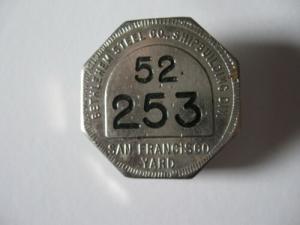 BETHLEHEM STEEL CO., SHIPBUILDING DIV.
52
253
SAN FRANCISCO
YARD